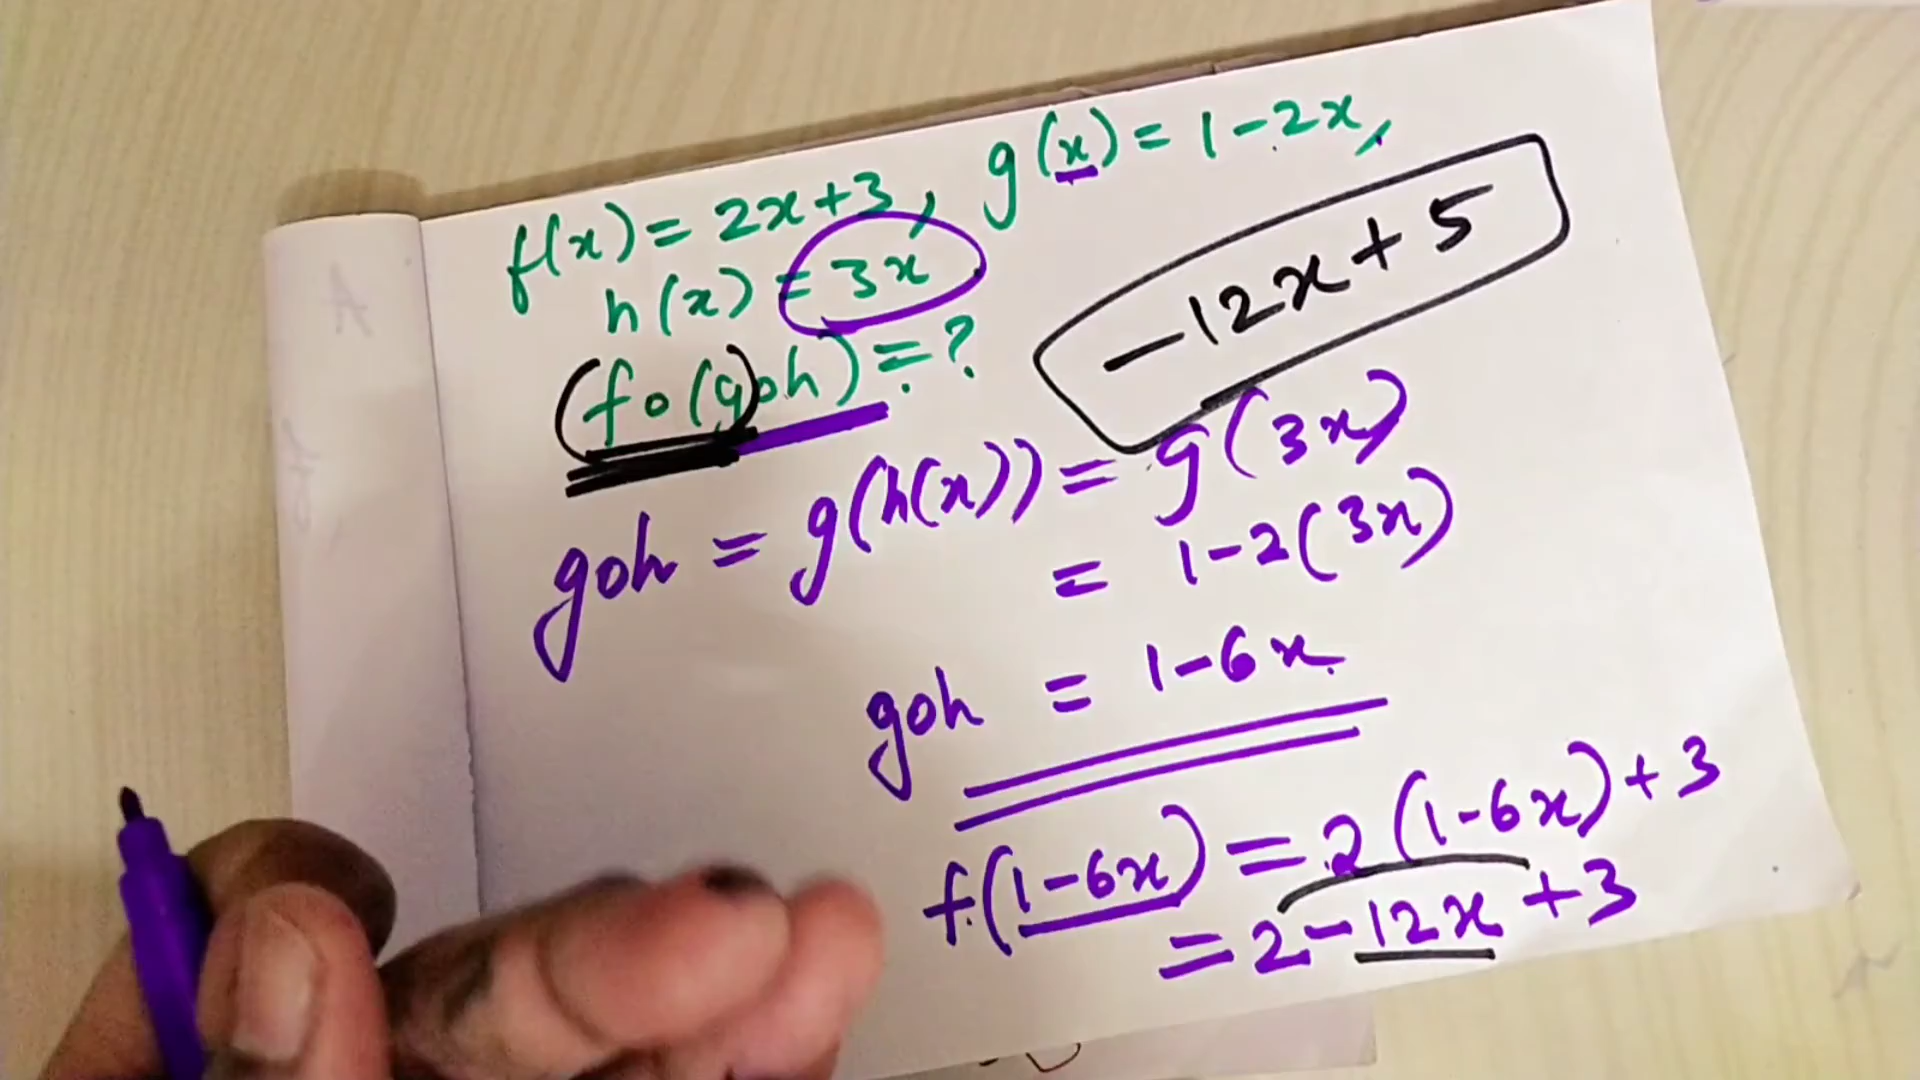 f(x) = 2x+3, g(x) = 1-2x,
h(x) = 3x
(fo(g)oh) = ?
-12x + 5
goh = g(h(x)) = g(3x)
= 1-2(3x)
goh = 1-6x
f(1-6x) = 2(1-6x)+3
= 2-12x+3